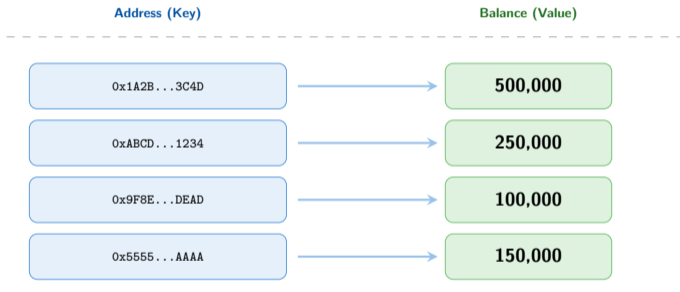 Address (Key) Balance (Value)
0x1A2B...3C4D 500,000
0xABCD...1234 250,000
0x9F8E...DEAD 100,000
0x5555...AAAA 150,000